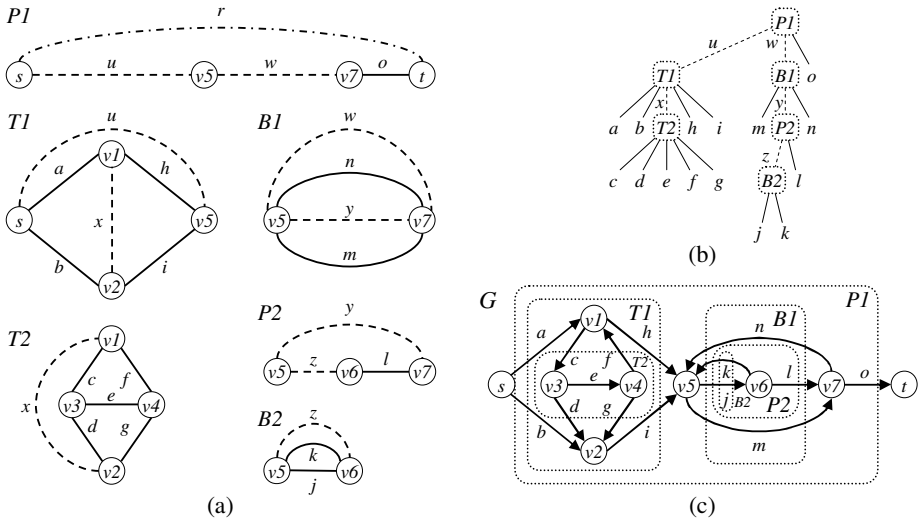 P1
r
s
u
v5
w
v7
o
t
T1
u
a
v1
h
s
x
v5
b
v2
i
B1
w
n
v5
y
v7
m
T2
v1
c
f
x
v3
e
v4
d
g
v2
P2
y
v5
z
v6
l
v7
B2
z
v5
k
v6
j
(a)
P1
u
w
T1
B1
o
x
y
a b T2 h i
m P2 n
c d e f g
z
B2
l
j k
(b)
G
P1
T1
B1
a
v1
h
n
c
f
T2
s
v3
e
v4
v5
k
v6
l
v7
o
t
j
B2
P2
d
g
b
i
m
v2
(c)